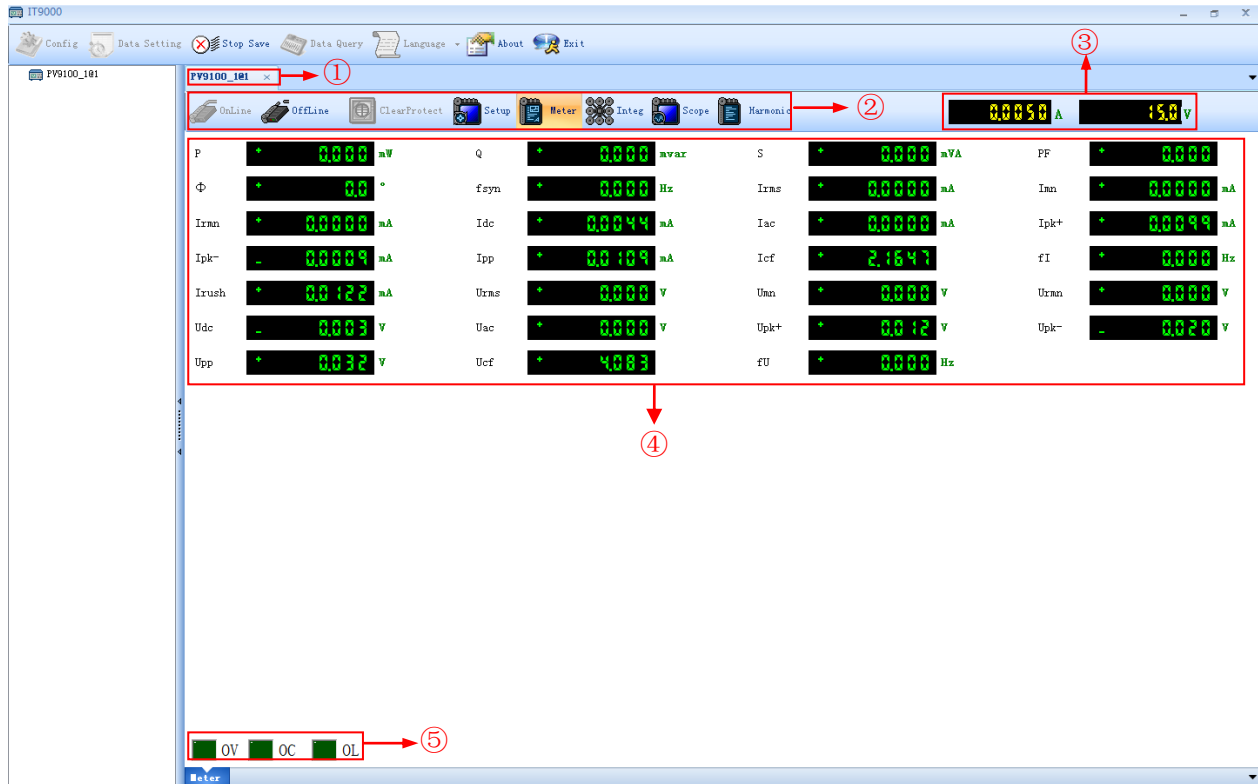 IT9000
Config Data Setting Stop Save Data Query Language About Exit
PV9100_1@1
PV9100_1@1 × ①
③
OnLine OffLine ClearProtect Setup Meter Integ Scope Harmonic ② 0.0050 A 15.0 V
P + 0.000 mW Q + 0.000 mvar S + 0.000 mVA PF + 0.000
Φ + 0.0 ° fsyn + 0.000 Hz Irms + 0.0000 mA Imn + 0.0000 mA
Irmn + 0.0000 mA Idc + 0.0044 mA Iac + 0.0000 mA Ipk+ + 0.0099 mA
Ipk- - 0.0009 mA Ipp + 0.0109 mA Icf + 2.1647 fI + 0.000 Hz
Irush + 0.0122 mA Urms + 0.000 V Umn + 0.000 V Urmn + 0.000 V
Udc - 0.003 V Uac + 0.000 V Upk+ + 0.012 V Upk- - 0.020 V
Upp + 0.032 V Ucf + 4.083 fU + 0.000 Hz
④
OV OC OL ⑤
Meter